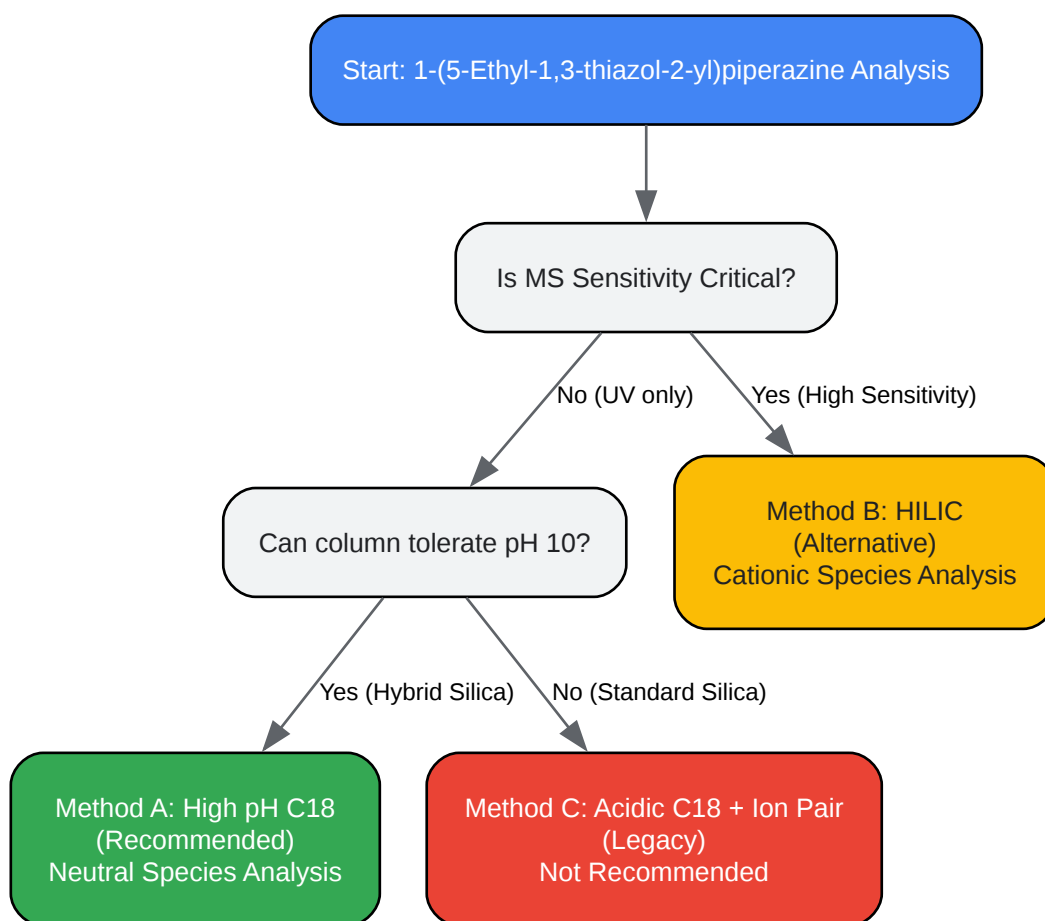 Start: 1-(5-Ethyl-1,3-thiazol-2-yl)piperazine Analysis
Is MS Sensitivity Critical?
No (UV only)
Yes (High Sensitivity)
Method B: HILIC
(Alternative)
Cationic Species Analysis
Can column tolerate pH 10?
Yes (Hybrid Silica)
No (Standard Silica)
Method A: High pH C18
(Recommended)
Neutral Species Analysis
Method C: Acidic C18 + Ion Pair
(Legacy)
Not Recommended